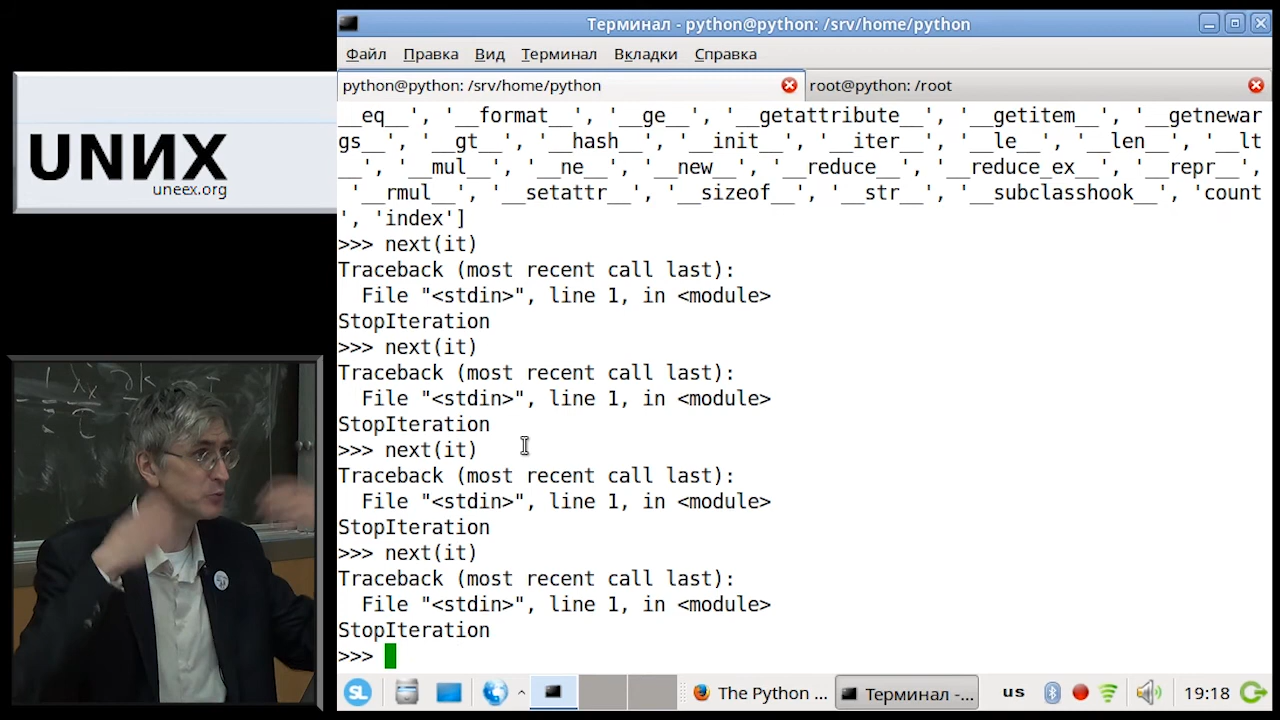 Терминал - python@python: /srv/home/python
Файл Правка Вид Терминал Вкладки Справка
python@python: /srv/home/python
root@python: /root
UNИX
uneex.org
__eq__', '__format__', '__ge__', '__getattribute__', '__getitem__', '__getnewar
gs__', '__gt__', '__hash__', '__init__', '__iter__', '__le__', '__len__', '__lt
__', '__mul__', '__ne__', '__new__', '__reduce__', '__reduce_ex__', '__repr__',
'__rmul__', '__setattr__', '__sizeof__', '__str__', '__subclasshook__', 'count
', 'index']
>>> next(it)
Traceback (most recent call last):
  File "<stdin>", line 1, in <module>
StopIteration
>>> next(it)
Traceback (most recent call last):
  File "<stdin>", line 1, in <module>
StopIteration
>>> next(it)
Traceback (most recent call last):
  File "<stdin>", line 1, in <module>
StopIteration
>>> next(it)
Traceback (most recent call last):
  File "<stdin>", line 1, in <module>
StopIteration
>>>
SL
The Python ...
Терминал -...
us
19:18